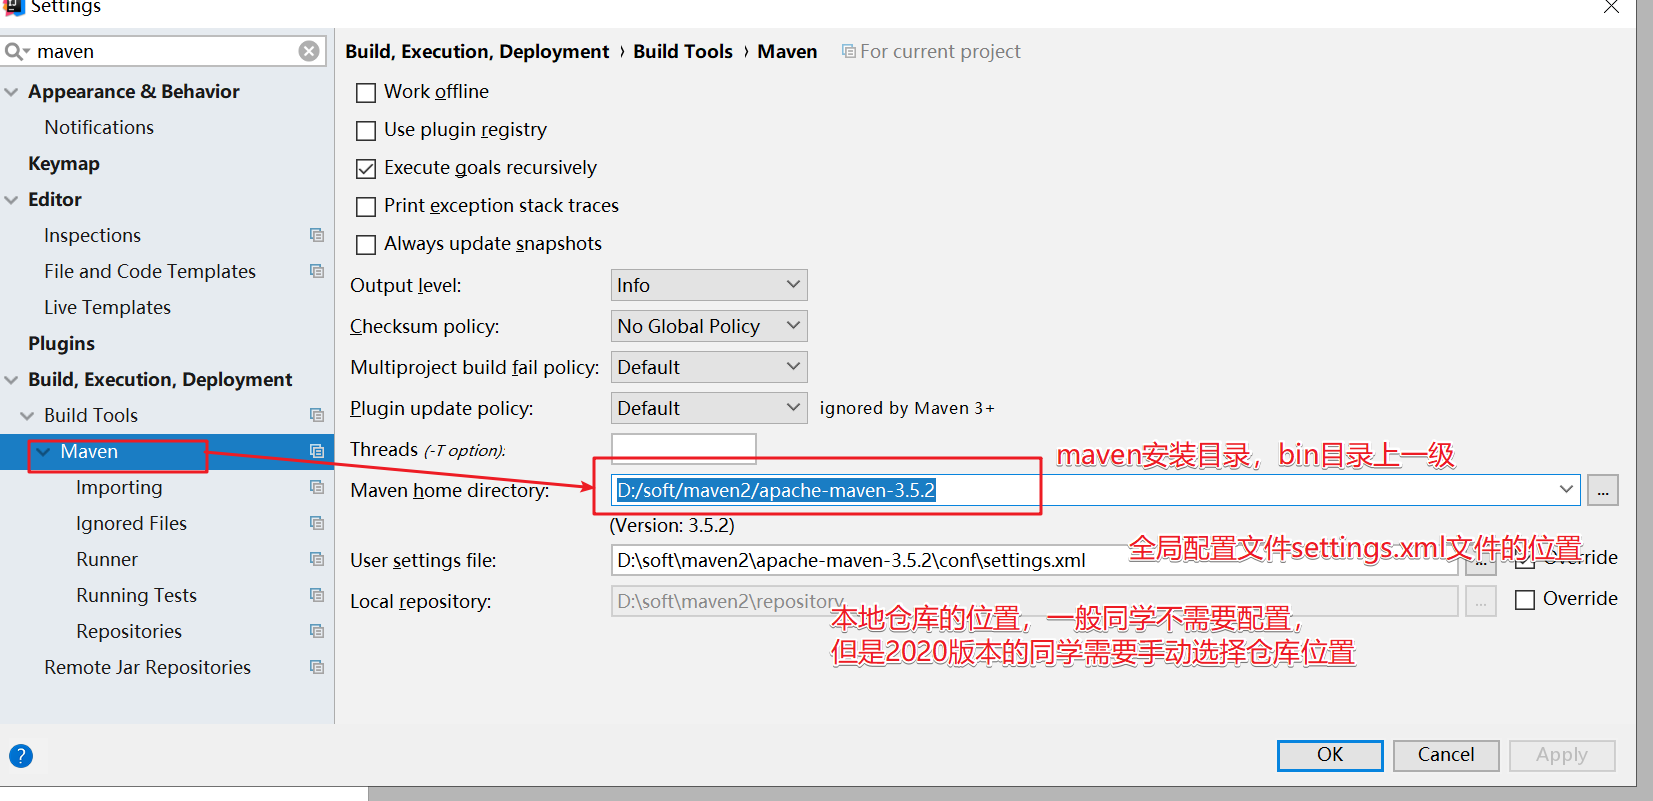 Settings
maven
Build, Execution, Deployment › Build Tools › Maven For current project
Appearance & Behavior
Notifications
Keymap
Editor
Inspections
File and Code Templates
Live Templates
Plugins
Build, Execution, Deployment
Build Tools
Maven
Importing
Ignored Files
Runner
Running Tests
Repositories
Remote Jar Repositories
Work offline
Use plugin registry
Execute goals recursively
Print exception stack traces
Always update snapshots
Output level: Info
Checksum policy: No Global Policy
Multiproject build fail policy: Default
Plugin update policy: Default ignored by Maven 3+
Threads (-T option):
maven安装目录，bin目录上一级
Maven home directory: D:/soft/maven2/apache-maven-3.5.2 ...
(Version: 3.5.2)
全局配置文件settings.xml文件的位置
User settings file: D:\soft\maven2\apache-maven-3.5.2\conf\settings.xml ... Override
Local repository: D:\soft\maven2\repository ... Override
本地仓库的位置，一般同学不需要配置，
但是2020版本的同学需要手动选择仓库位置
?
OK Cancel Apply